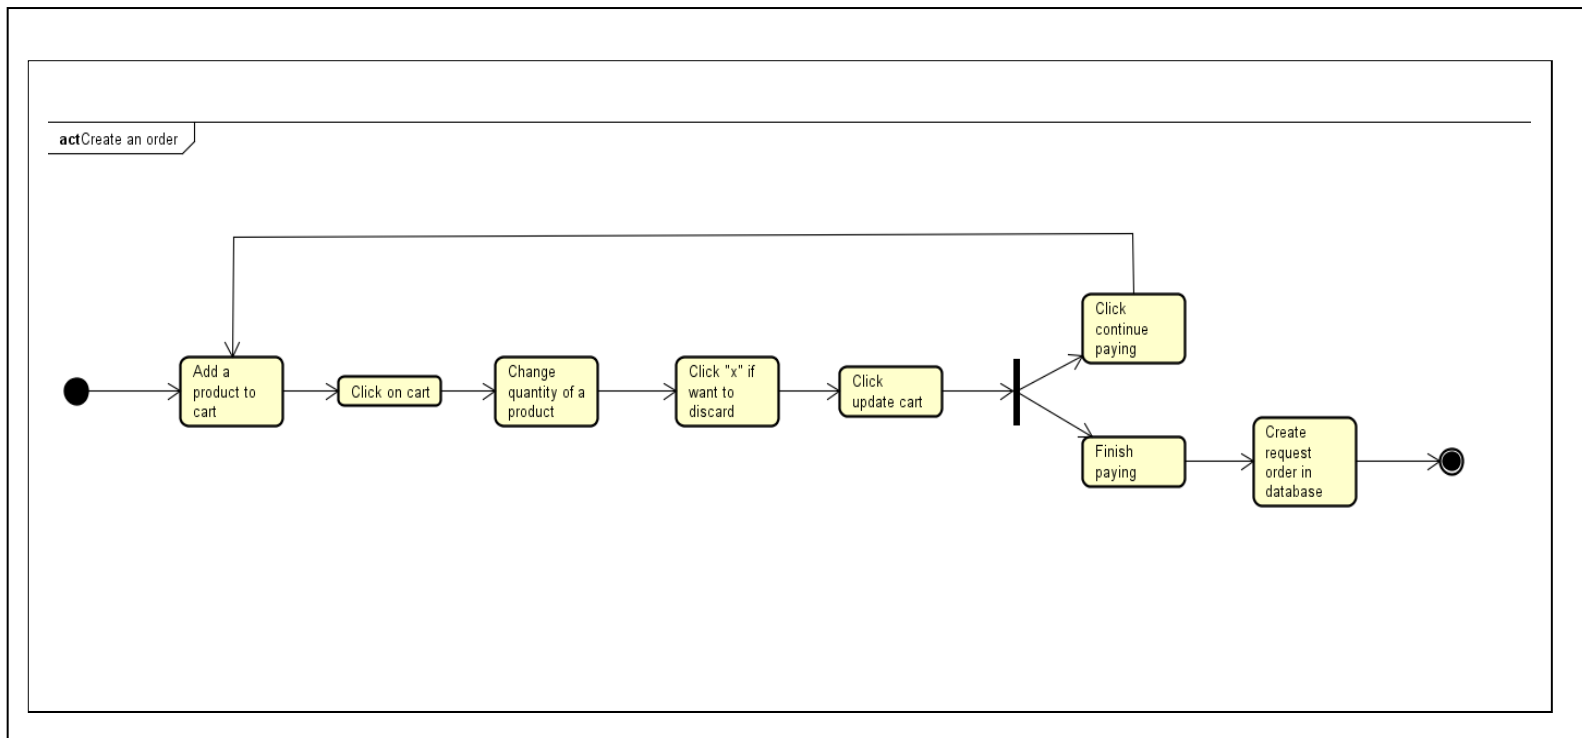 actCreate an order
Add a
product to
cart
Click on cart
Change
quantity of a
product
Click "x" if
want to
discard
Click
update cart
Click
continue
paying
Finish
paying
Create
request
order in
database